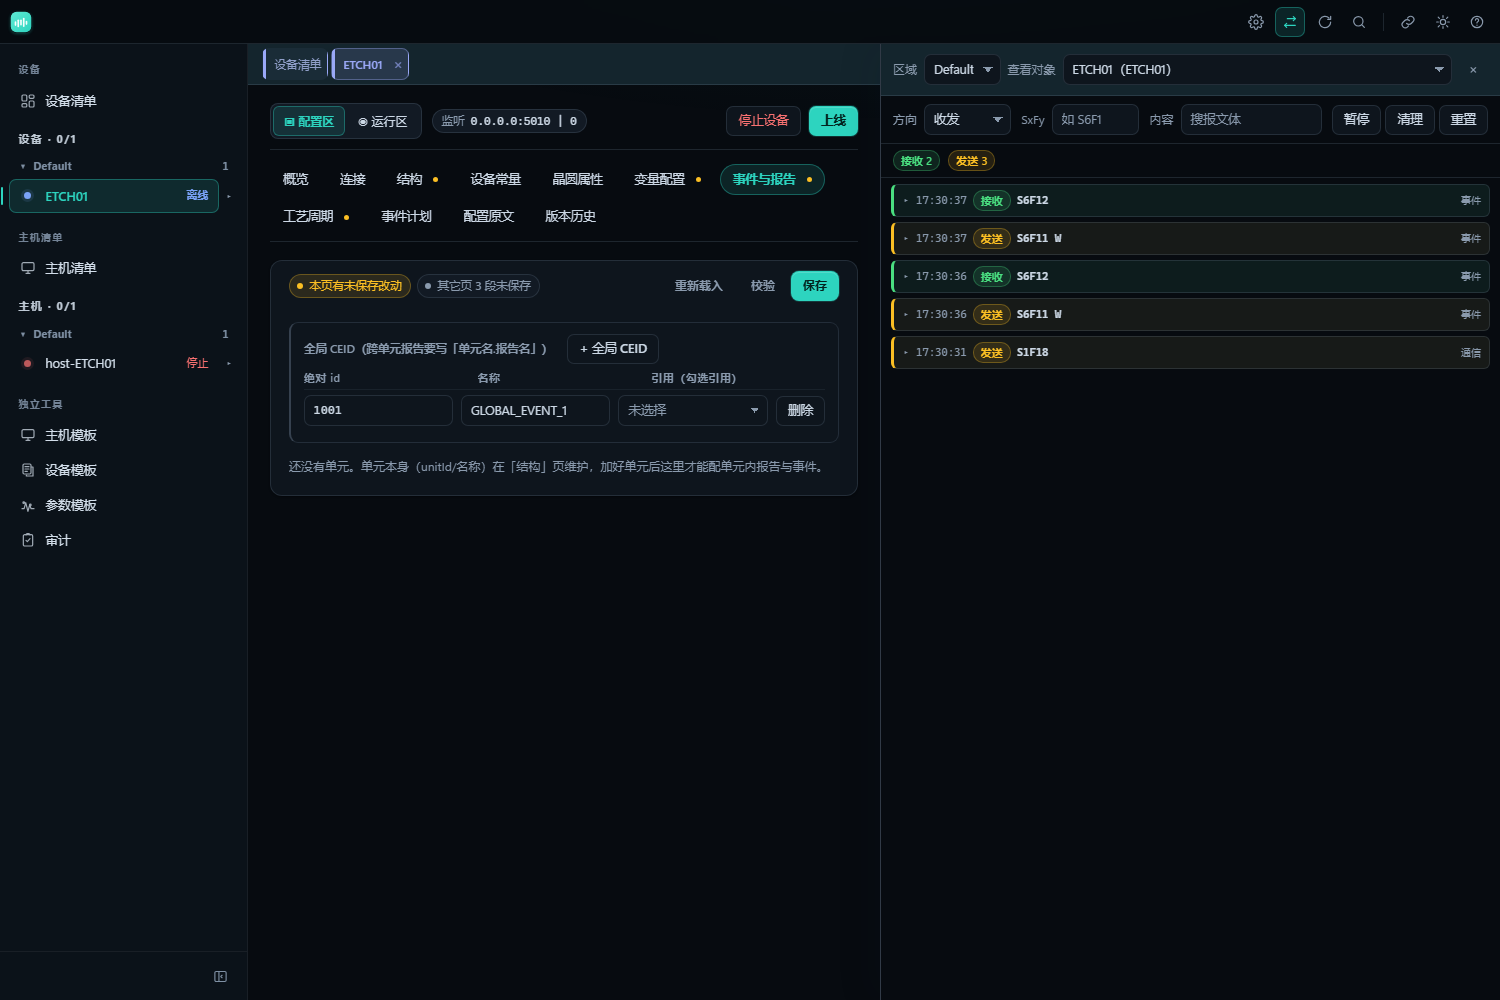 设备
设备清单
设备 · 0/1
Default 1
ETCH01 离线
主机清单
主机清单
主机 · 0/1
Default 1
host-ETCH01 停止
独立工具
主机模板
设备模板
参数模板
审计
设备清单 ETCH01 ×
配置区 运行区 监听 0.0.0.0:5010 | 0 停止设备 上线
概览 连接 结构 设备常量 晶圆属性 变量配置 事件与报告
工艺周期 事件计划 配置原文 版本历史
本页有未保存改动 其它页 3 段未保存 重新载入 校验 保存
全局 CEID（跨单元报告要写「单元名.报告名」） + 全局 CEID
绝对 id 名称 引用（勾选引用）
1001 GLOBAL_EVENT_1 未选择 删除
还没有单元。单元本身（unitId/名称）在「结构」页维护，加好单元后这里才能配单元内报告与事件。
区域 Default 查看对象 ETCH01（ETCH01） ×
方向 收发 SxFy 如 S6F1 内容 搜报文体 暂停 清理 重置
接收 2 发送 3
17:30:37 接收 S6F12 事件
17:30:37 发送 S6F11 W 事件
17:30:36 接收 S6F12 事件
17:30:36 发送 S6F11 W 事件
17:30:31 发送 S1F18 通信